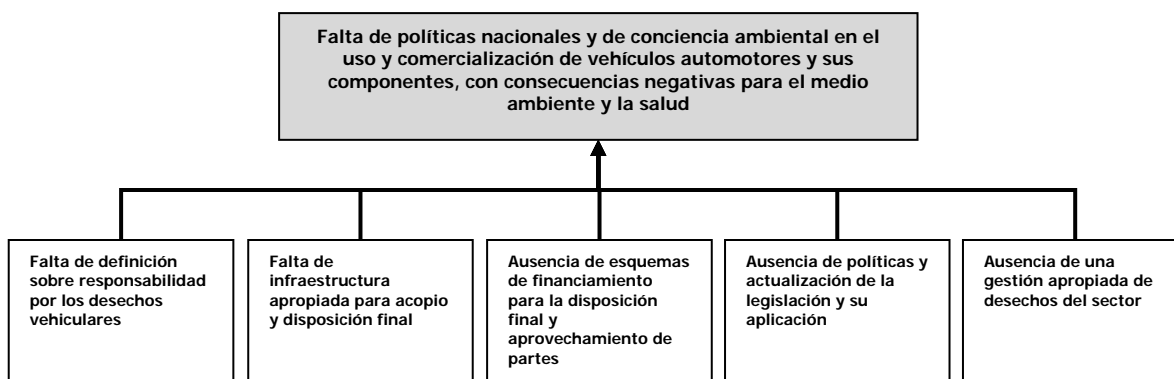 Falta de políticas nacionales y de conciencia ambiental en el
uso y comercialización de vehículos automotores y sus
componentes, con consecuencias negativas para el medio
ambiente y la salud
Falta de definición
sobre responsabilidad
por los desechos
vehiculares
Falta de
infraestructura
apropiada para acopio
y disposición final
Ausencia de esquemas
de financiamiento
para la disposición
final y
aprovechamiento de
partes
Ausencia de políticas y
actualización de la
legislación y su
aplicación
Ausencia de una
gestión apropiada de
desechos del sector